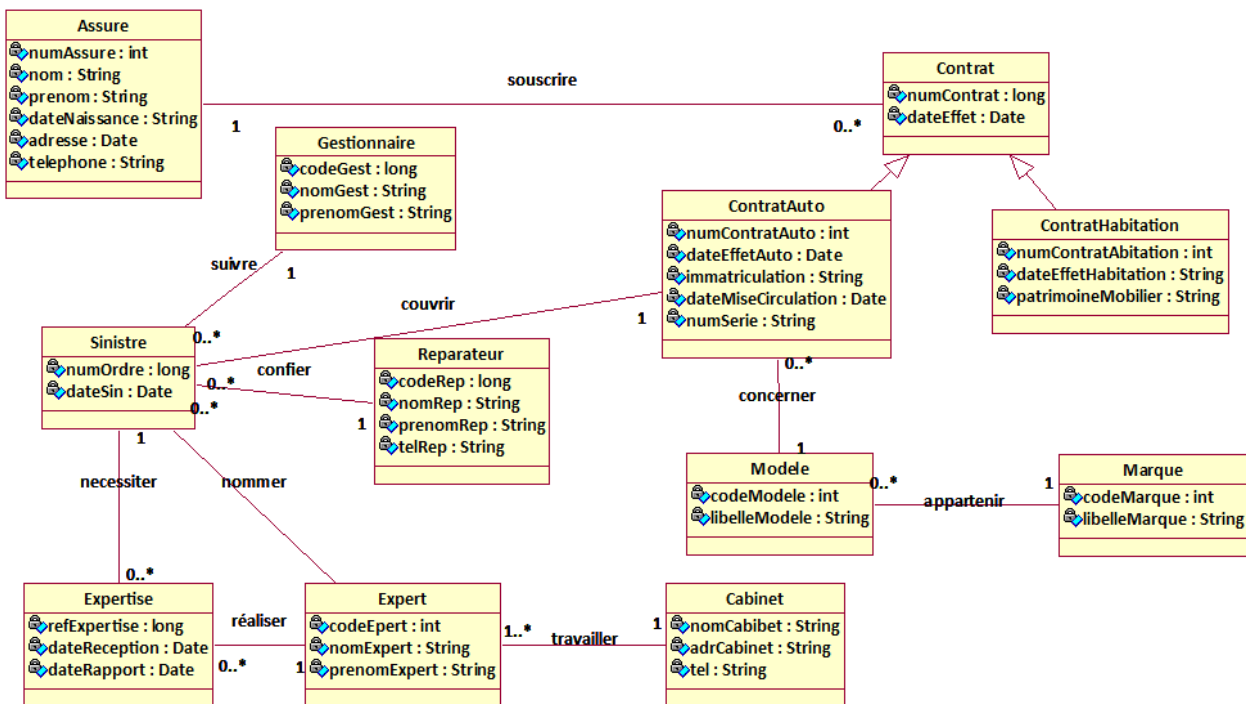 Assure
numAssure : int
nom : String
prenom : String
dateNaissance : String
adresse : Date
telephone : String
souscrire
1
0..*
Contrat
numContrat : long
dateEffet : Date
Gestionnaire
codeGest : long
nomGest : String
prenomGest : String
ContratAuto
numContratAuto : int
dateEffetAuto : Date
immatriculation : String
dateMiseCirculation : Date
numSerie : String
ContratHabitation
numContratAbitation : int
dateEffetHabitation : String
patrimoineMobilier : String
suivre
1
0..*
couvrir
1
0..*
Sinistre
numOrdre : long
dateSin : Date
confier
0..*
1
Reparateur
codeRep : long
nomRep : String
prenomRep : String
telRep : String
0..*
concerner
1
Modele
codeModele : int
libelleModele : String
0..*
appartenir
1
Marque
codeMarque : int
libelleMarque : String
1
necessiter
nommer
0..*
Expertise
refExpertise : long
dateReception : Date
dateRapport : Date
réaliser
0..*
1
Expert
codeEpert : int
nomExpert : String
prenomExpert : String
1..*
travailler
1
Cabinet
nomCabibet : String
adrCabinet : String
tel : String